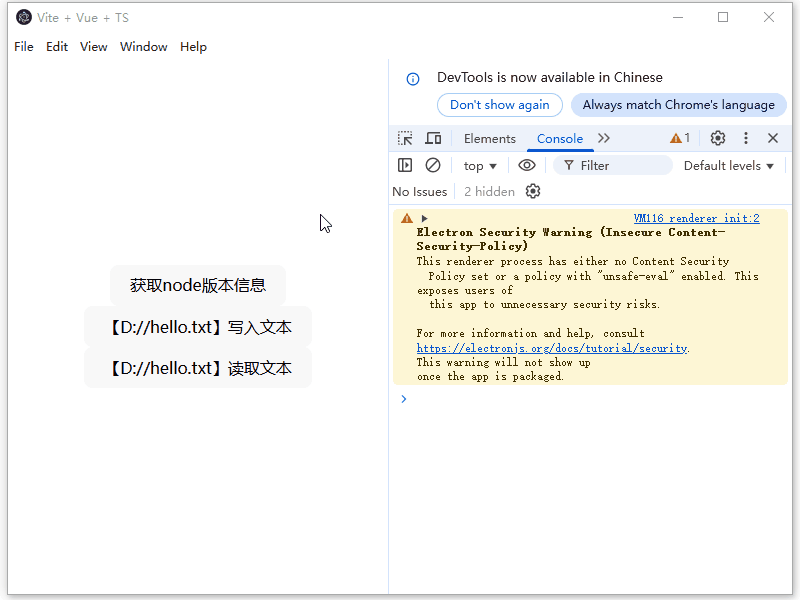 Vite + Vue + TS
File Edit View Window Help
获取node版本信息
【D://hello.txt】写入文本
【D://hello.txt】读取文本
DevTools is now available in Chinese
Don't show again Always match Chrome's language
Elements Console 1
top Filter Default levels
No Issues 2 hidden
VM116 renderer_init:2
Electron Security Warning (Insecure Content-
Security-Policy)
This renderer process has either no Content Security
Policy set or a policy with "unsafe-eval" enabled. This
exposes users of
this app to unnecessary security risks.
For more information and help, consult
https://electronjs.org/docs/tutorial/security.
This warning will not show up
once the app is packaged.